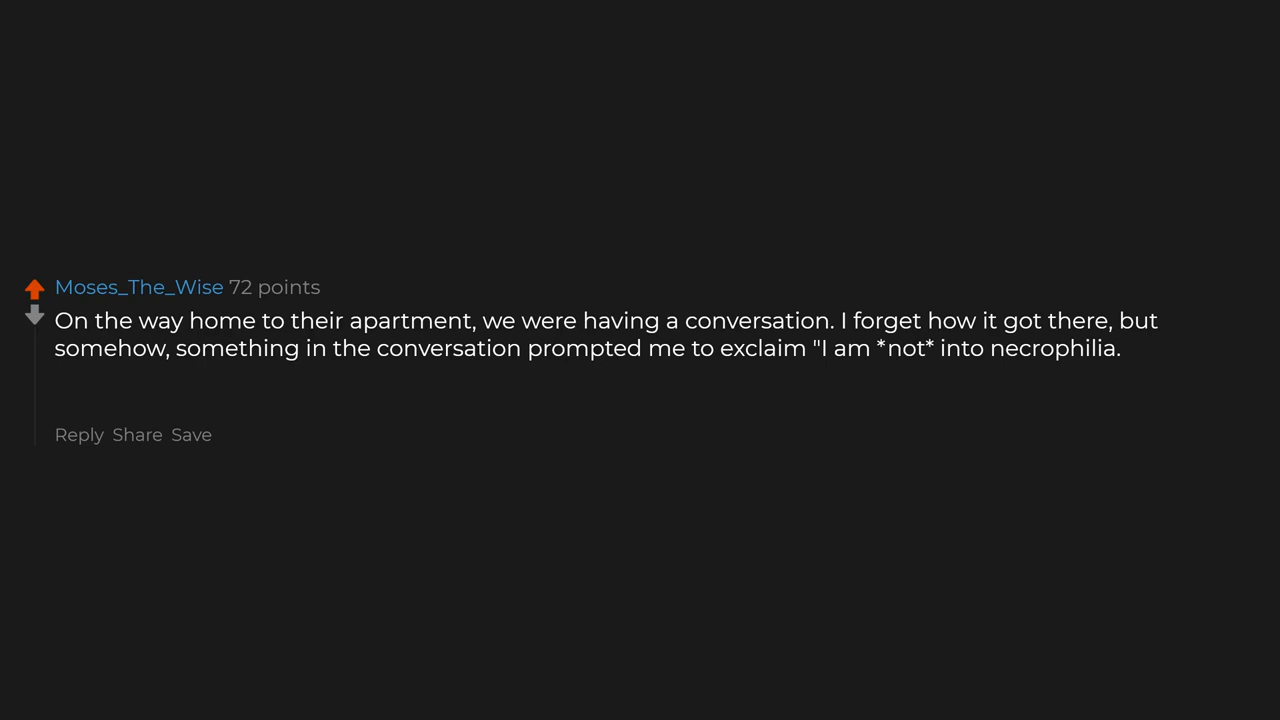 Moses_The_Wise 72 points
On the way home to their apartment, we were having a conversation. I forget how it got there, but
somehow, something in the conversation prompted me to exclaim "I am *not* into necrophilia.
Reply Share Save